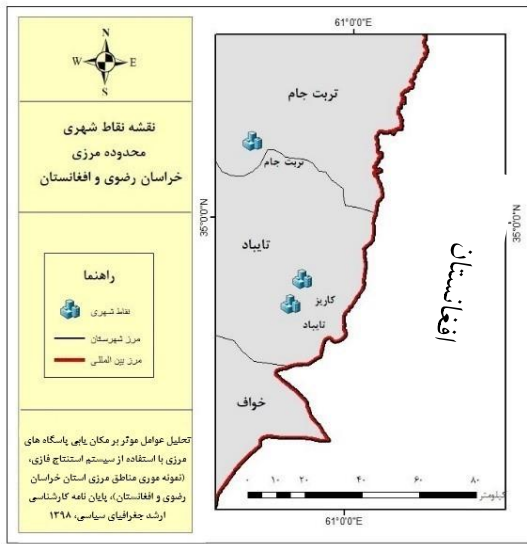 N
W E
S
نقشه نقاط شهری
محدوده مرزی
خراسان رضوی و افغانستان
راهنما
نقاط شهری
مرز شهرستان
مرز بین المللی
تحلیل عوامل موثر بر مکان یابی پاسگاه های
مرزی با استفاده از سیستم استنتاج فازی،
(نمونه موری مناطق مرزی استان خراسان
رضوی و افغانستان)، پایان نامه کارشناسی
ارشد جغرافیای سیاسی، ۱۳۹۸
61°0'0"E
تربت جام
تربت جام
35°0'0"N
35°0'0"N
تایباد
کاریز
تایباد
افغانستان
خواف
۰ ۱۰ ۲۰ ۴۰ ۶۰ ۸۰
کیلومتر
61°0'0"E